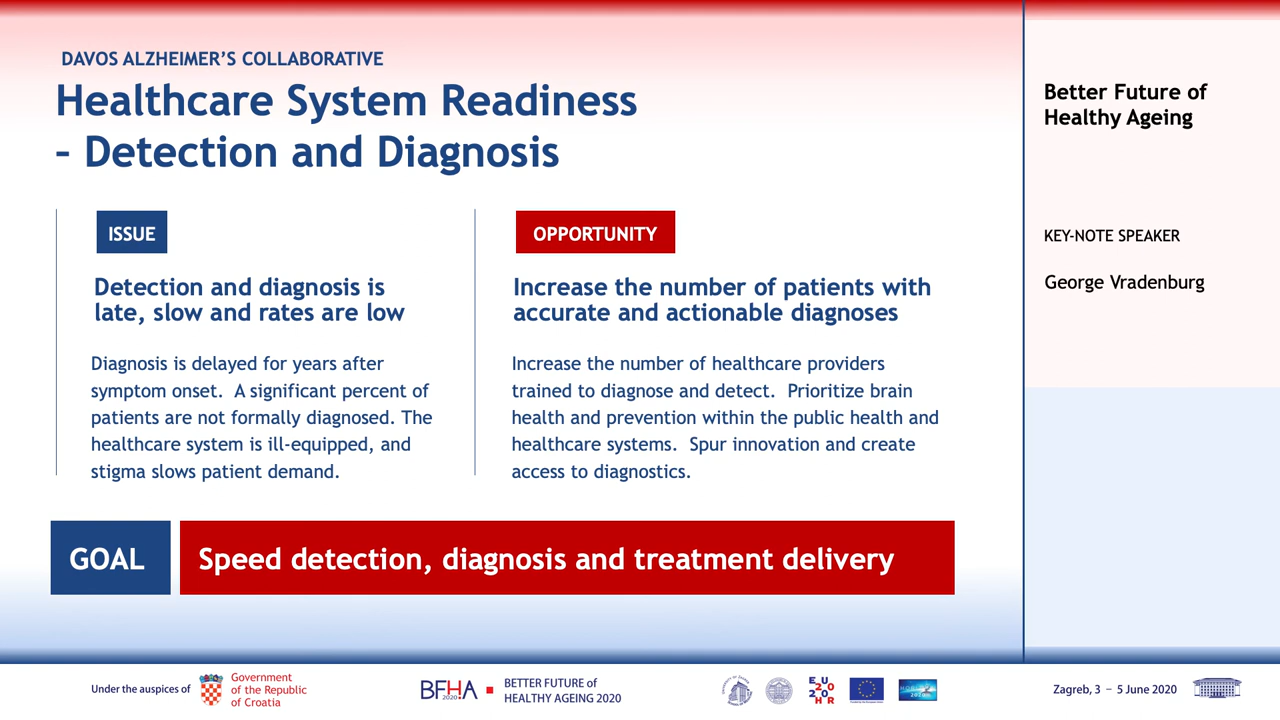 DAVOS ALZHEIMER’S COLLABORATIVE
Healthcare System Readiness
– Detection and Diagnosis
ISSUE
Detection and diagnosis is
late, slow and rates are low
Diagnosis is delayed for years after
symptom onset.  A significant percent of
patients are not formally diagnosed. The
healthcare system is ill-equipped, and
stigma slows patient demand.
OPPORTUNITY
Increase the number of patients with
accurate and actionable diagnoses
Increase the number of healthcare providers
trained to diagnose and detect.  Prioritize brain
health and prevention within the public health and
healthcare systems.  Spur innovation and create
access to diagnostics.
GOAL
Speed detection, diagnosis and treatment delivery
Better Future of
Healthy Ageing
KEY-NOTE SPEAKER
George Vradenburg
Under the auspices of
Government
of the Republic
of Croatia
BFHA
2020
BETTER FUTURE of
HEALTHY AGEING 2020
EU
20
20
HR
Zagreb, 3 – 5 June 2020